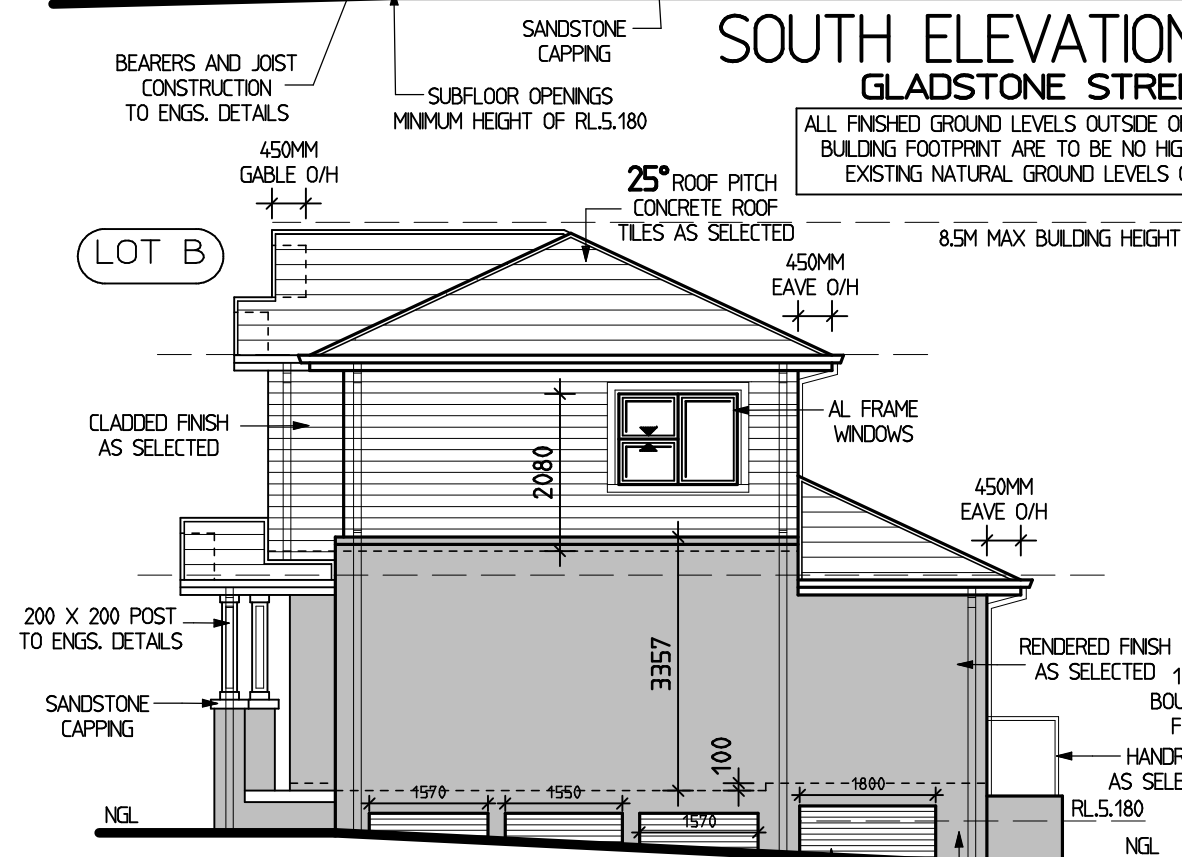 BEARERS AND JOIST
CONSTRUCTION
TO ENGS. DETAILS
SANDSTONE
CAPPING
SUBFLOOR OPENINGS
MINIMUM HEIGHT OF RL.5.180
SOUTH ELEVATION
GLADSTONE STREE
ALL FINISHED GROUND LEVELS OUTSIDE O
BUILDING FOOTPRINT ARE TO BE NO HIG
EXISTING NATURAL GROUND LEVELS
450MM
GABLE O/H
25° ROOF PITCH
CONCRETE ROOF
TILES AS SELECTED
LOT B
8.5M MAX BUILDING HEIGHT
450MM
EAVE O/H
CLADDED FINISH
AS SELECTED
AL FRAME
WINDOWS
2080
450MM
EAVE O/H
200 X 200 POST
TO ENGS. DETAILS
3357
RENDERED FINISH
AS SELECTED
1
BOU
F
SANDSTONE
CAPPING
100
HANDR
AS SELE
1570
1550
1570
1800
RL.5.180
NGL
NGL